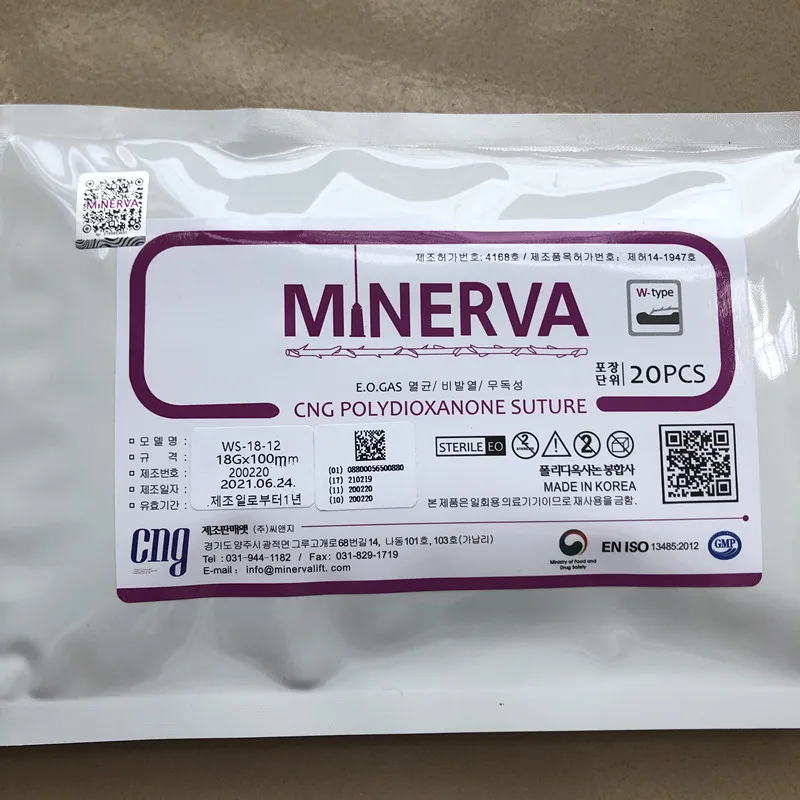 MINERVA
제조허가번호: 4168호 / 제조품목허가번호: 제허14-1947호
MINERVA
W-type
E.O.GAS 멸균/ 비발열/ 무독성
포장단위 20PCS
CNG POLYDIOXANONE SUTURE
모델명 : WS-18-12
규격 : 18Gx100mm
제조번호 : 200220
제조일자 : 2021.06.24.
유효기간 : 제조일로부터1년
(01) 08800056500880
(17) 210219
(11) 200220
(10) 200220
STERILE EO
폴리다옥사논 봉합사
MADE IN KOREA
본 제품은 일회용 의료기기이므로 재사용을 금함.
cng
제조판매엣 (주)씨앤지
경기도 양주시 광적면 그루고개로68번길 14, 나동101호, 103호(가납리)
Tel : 031-944-1182 / Fax: 031-829-1719
E-mail : info@minervalift.com
Ministry of Food and
Drug Safety
EN ISO 13485:2012
GMP